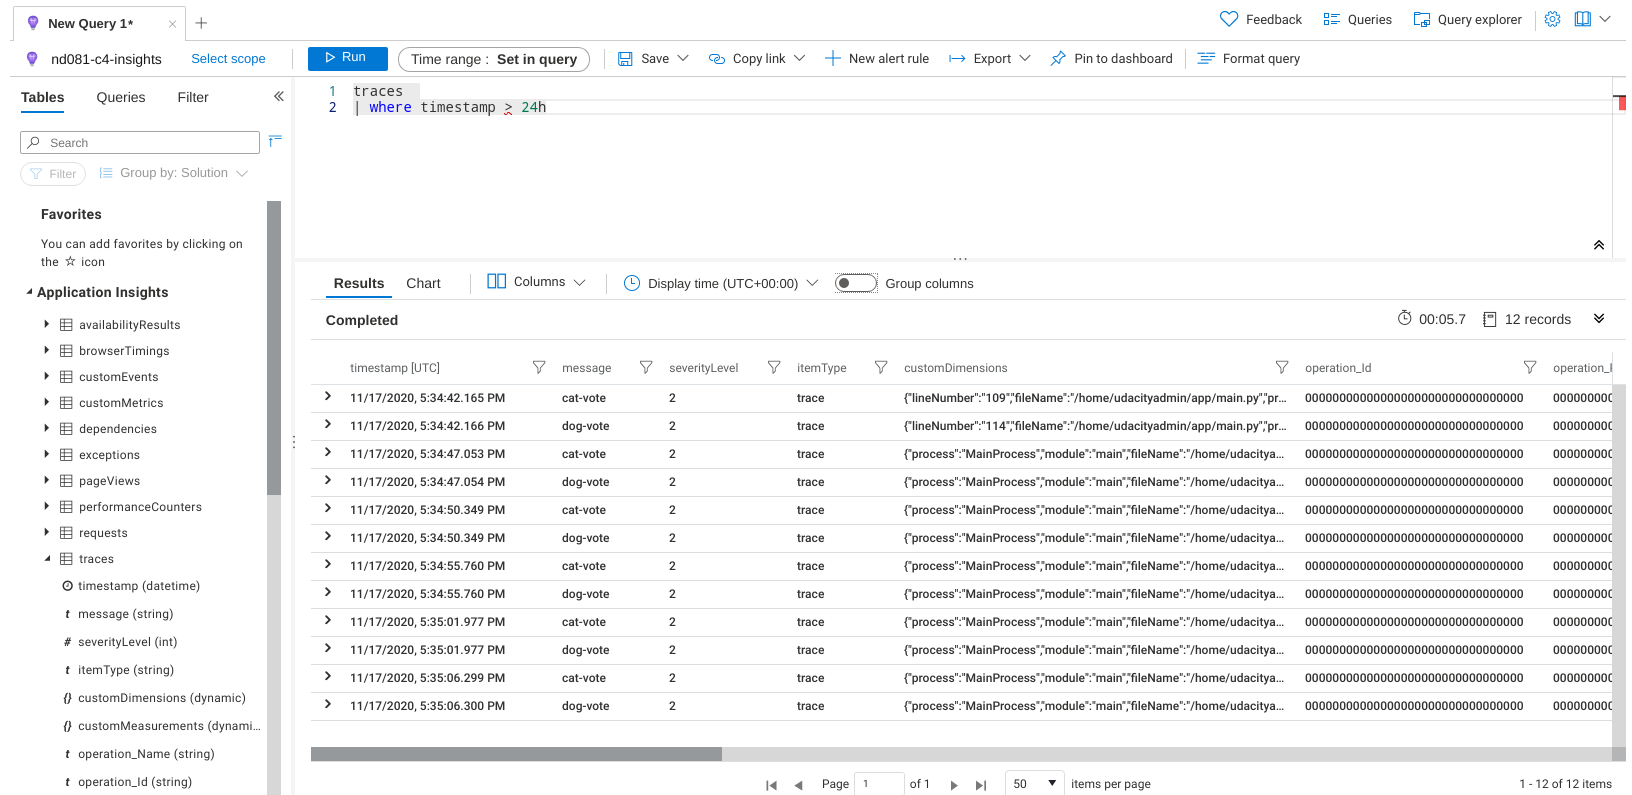 New Query 1*
Feedback
Queries
Query explorer
nd081-c4-insights
Select scope
Run
Time range : Set in query
Save
Copy link
New alert rule
Export
Pin to dashboard
Format query
Tables
Queries
Filter
Search
Filter
Group by: Solution
Favorites
You can add favorites by clicking on
the ☆ icon
Application Insights
availabilityResults
browserTimings
customEvents
customMetrics
dependencies
exceptions
pageViews
performanceCounters
requests
traces
timestamp (datetime)
t message (string)
# severityLevel (int)
t itemType (string)
{} customDimensions (dynamic)
{} customMeasurements (dynami...
t operation_Name (string)
t operation_Id (string)
1 traces
2 | where timestamp > 24h
Results
Chart
Columns
Display time (UTC+00:00)
Group columns
Completed
00:05.7
12 records
timestamp [UTC] message severityLevel itemType customDimensions operation_Id operation_
11/17/2020, 5:34:42.165 PM cat-vote 2 trace {"lineNumber":"109","fileName":"/home/udacityadmin/app/main.py","pr... 00000000000000000000000000000000 000000000
11/17/2020, 5:34:42.166 PM dog-vote 2 trace {"lineNumber":"114","fileName":"/home/udacityadmin/app/main.py","pr... 00000000000000000000000000000000 000000000
11/17/2020, 5:34:47.053 PM cat-vote 2 trace {"process":"MainProcess","module":"main","fileName":"/home/udacitya... 00000000000000000000000000000000 000000000
11/17/2020, 5:34:47.054 PM dog-vote 2 trace {"process":"MainProcess","module":"main","fileName":"/home/udacitya... 00000000000000000000000000000000 000000000
11/17/2020, 5:34:50.349 PM cat-vote 2 trace {"process":"MainProcess","module":"main","fileName":"/home/udacitya... 00000000000000000000000000000000 000000000
11/17/2020, 5:34:50.349 PM dog-vote 2 trace {"process":"MainProcess","module":"main","fileName":"/home/udacitya... 00000000000000000000000000000000 000000000
11/17/2020, 5:34:55.760 PM cat-vote 2 trace {"process":"MainProcess","module":"main","fileName":"/home/udacitya... 00000000000000000000000000000000 000000000
11/17/2020, 5:34:55.760 PM dog-vote 2 trace {"process":"MainProcess","module":"main","fileName":"/home/udacitya... 00000000000000000000000000000000 000000000
11/17/2020, 5:35:01.977 PM cat-vote 2 trace {"process":"MainProcess","module":"main","fileName":"/home/udacitya... 00000000000000000000000000000000 000000000
11/17/2020, 5:35:01.977 PM dog-vote 2 trace {"process":"MainProcess","module":"main","fileName":"/home/udacitya... 00000000000000000000000000000000 000000000
11/17/2020, 5:35:06.299 PM cat-vote 2 trace {"process":"MainProcess","module":"main","fileName":"/home/udacitya... 00000000000000000000000000000000 000000000
11/17/2020, 5:35:06.300 PM dog-vote 2 trace {"process":"MainProcess","module":"main","fileName":"/home/udacitya... 00000000000000000000000000000000 000000000
Page 1 of 1
50 items per page
1 - 12 of 12 items